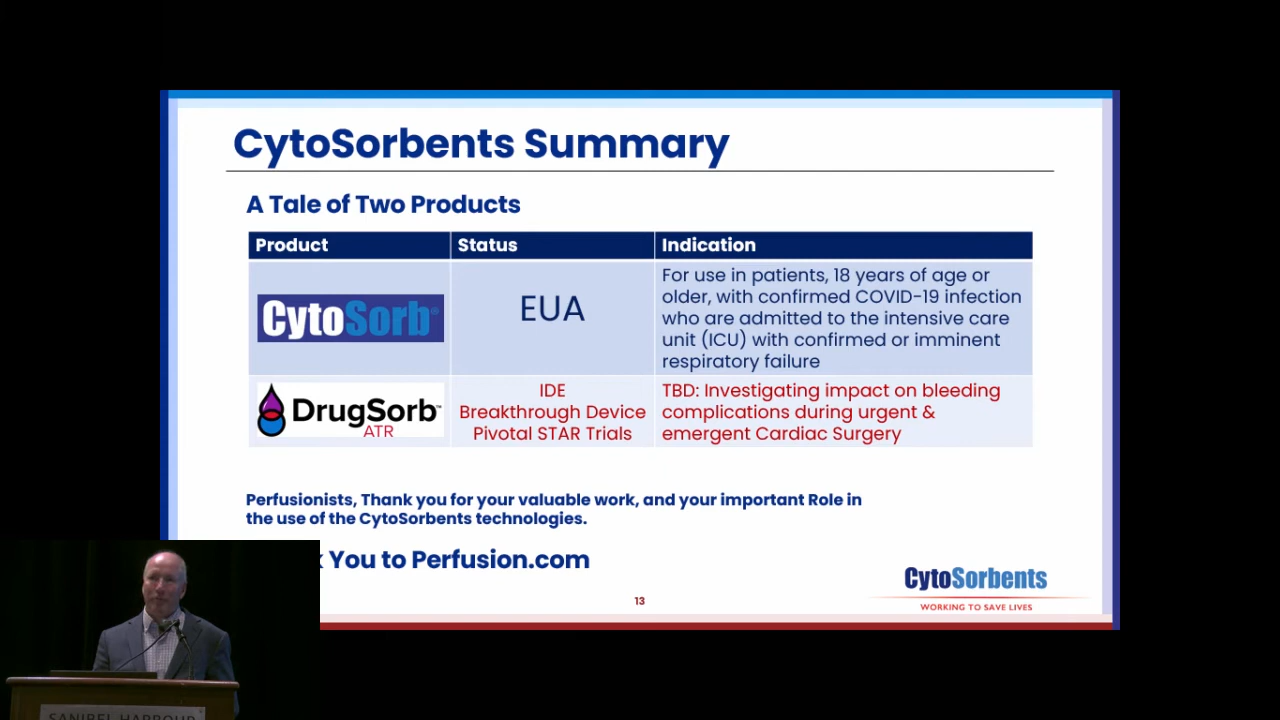 CytoSorbents Summary
A Tale of Two Products
Product Status Indication
CytoSorb®
EUA
For use in patients, 18 years of age or
older, with confirmed COVID-19 infection
who are admitted to the intensive care
unit (ICU) with confirmed or imminent
respiratory failure
DrugSorb™
ATR
IDE
Breakthrough Device
Pivotal STAR Trials
TBD: Investigating impact on bleeding
complications during urgent &
emergent Cardiac Surgery
Perfusionists, Thank you for your valuable work, and your important Role in
the use of the CytoSorbents technologies.
You to Perfusion.com
13
CytoSorbents
WORKING TO SAVE LIVES
SANIBEL HARBOUR